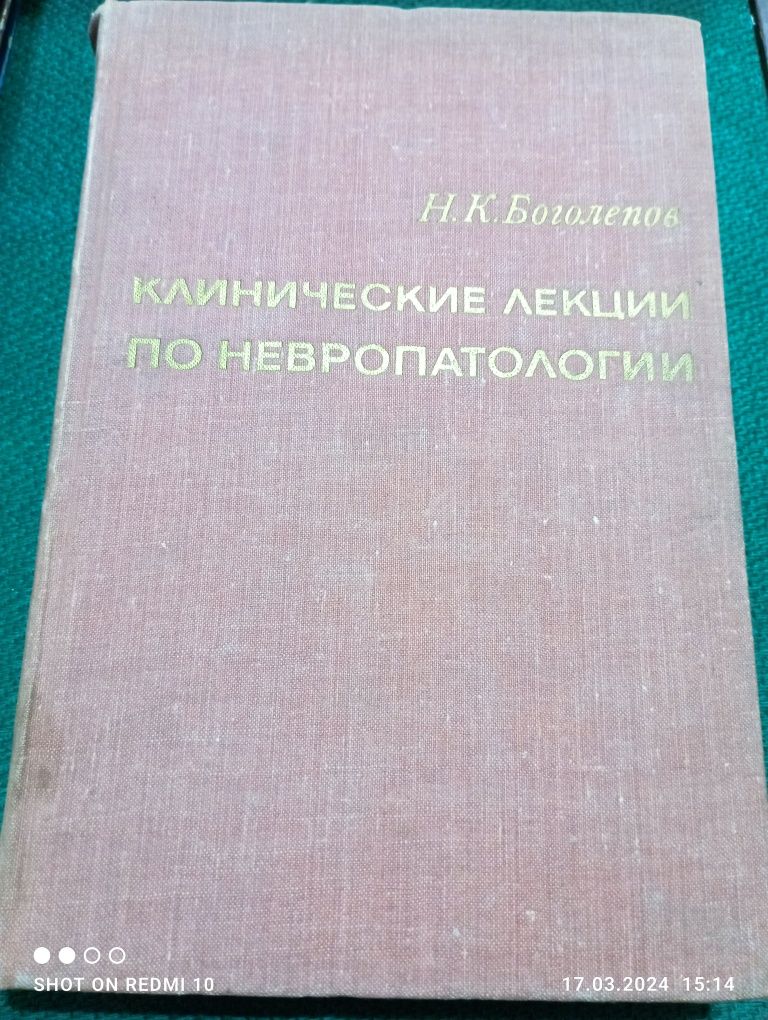 Н.К.Боголепов
КЛИНИЧЕСКИЕ ЛЕКЦИИ
ПО НЕВРОПАТОЛОГИИ
SHOT ON REDMI 10
17.03.2024 15:14